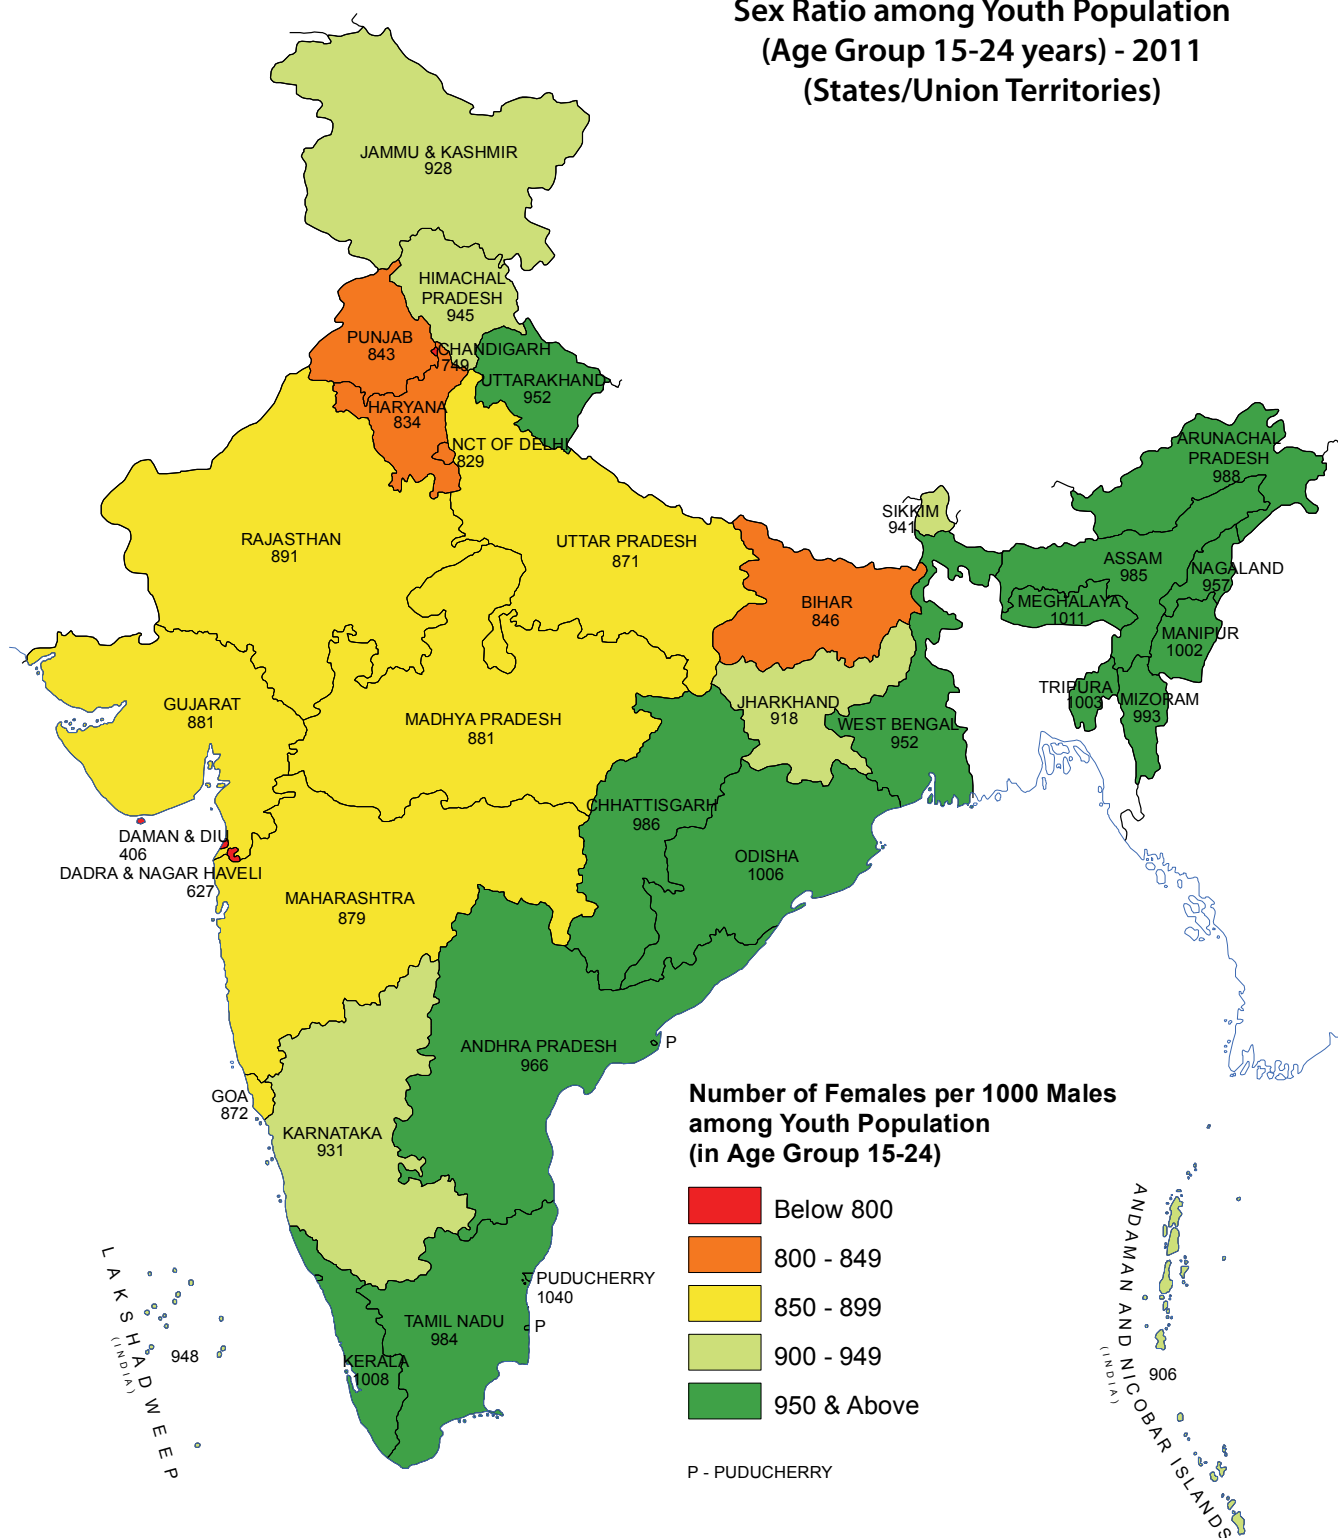 Sex Ratio among Youth Population
(Age Group 15-24 years) - 2011
(States/Union Territories)
JAMMU & KASHMIR
928
HIMACHAL
PRADESH
945
PUNJAB
843
CHANDIGARH
749
UTTARAKHAND
952
HARYANA
834
NCT OF DELHI
829
ARUNACHAL
PRADESH
988
SIKKIM
941
RAJASTHAN
891
UTTAR PRADESH
871
ASSAM
985
NAGALAND
957
BIHAR
846
MEGHALAYA
1011
MANIPUR
1002
TRIPURA
1003
MIZORAM
993
GUJARAT
881
MADHYA PRADESH
881
JHARKHAND
918
WEST BENGAL
952
CHHATTISGARH
986
DAMAN & DIU
406
DADRA & NAGAR HAVELI
627
ODISHA
1006
MAHARASHTRA
879
ANDHRA PRADESH
966
P
GOA
872
KARNATAKA
931
Number of Females per 1000 Males
among Youth Population
(in Age Group 15-24)
Below 800
800 - 849
850 - 899
900 - 949
950 & Above
P - PUDUCHERRY
PUDUCHERRY
1040
TAMIL NADU
984
P
KERALA
1008
LAKSHADWEEP
(INDIA)
948
ANDAMAN AND NICOBAR ISLANDS
(INDIA)
906